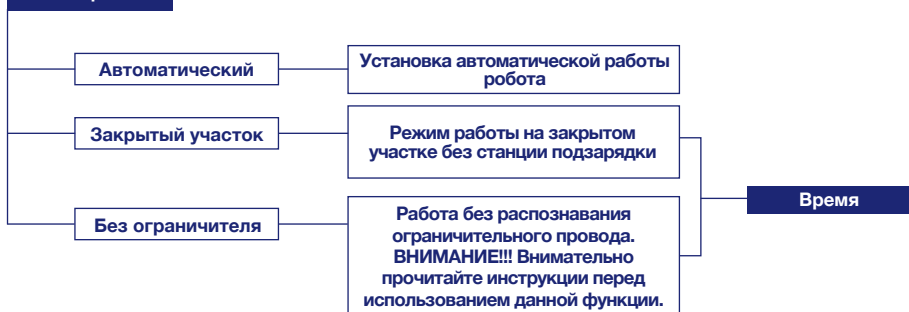 Автоматический
Установка автоматической работы
робота
Закрытый участок
Режим работы на закрытом
участке без станции подзарядки
Время
Без ограничителя
Работа без распознавания
ограничительного провода.
ВНИМАНИЕ!!! Внимательно
прочитайте инструкции перед
использованием данной функции.